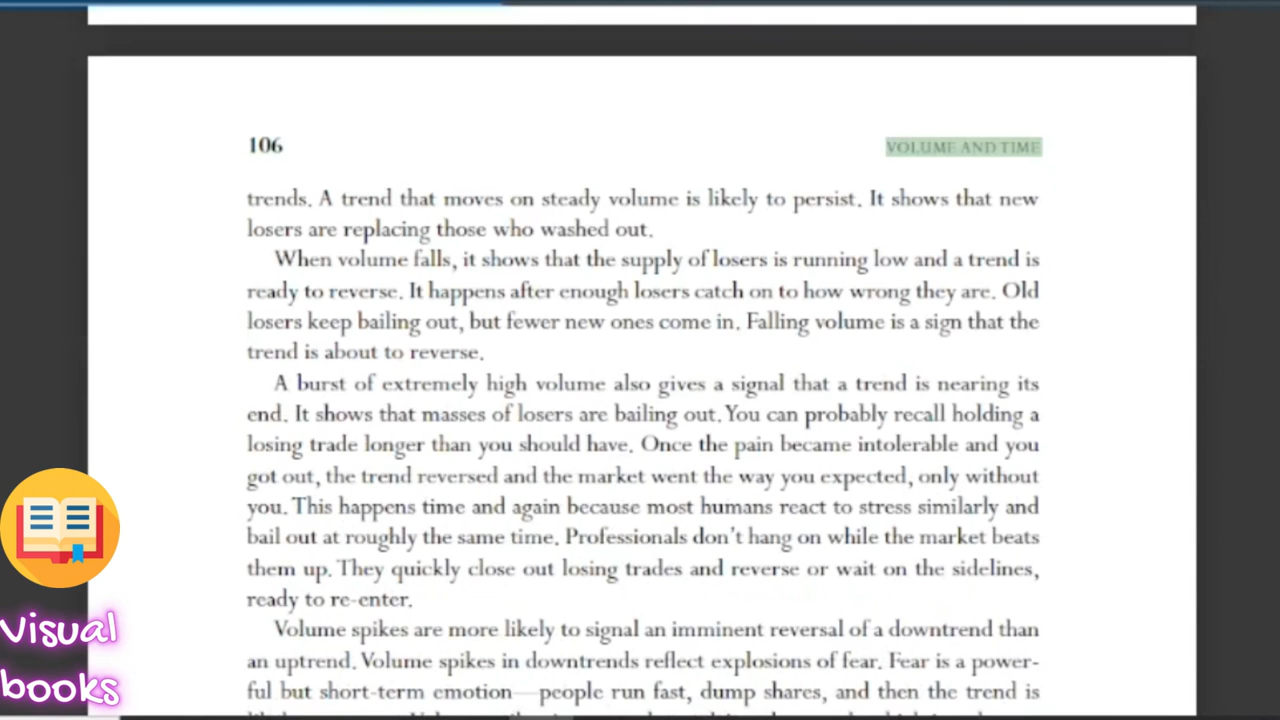 106
VOLUME AND TIME
trends. A trend that moves on steady volume is likely to persist. It shows that new
losers are replacing those who washed out.
When volume falls, it shows that the supply of losers is running low and a trend is
ready to reverse. It happens after enough losers catch on to how wrong they are. Old
losers keep bailing out, but fewer new ones come in. Falling volume is a sign that the
trend is about to reverse.
A burst of extremely high volume also gives a signal that a trend is nearing its
end. It shows that masses of losers are bailing out. You can probably recall holding a
losing trade longer than you should have. Once the pain became intolerable and you
got out, the trend reversed and the market went the way you expected, only without
you. This happens time and again because most humans react to stress similarly and
bail out at roughly the same time. Professionals don't hang on while the market beats
them up. They quickly close out losing trades and reverse or wait on the sidelines,
ready to re-enter.
Volume spikes are more likely to signal an imminent reversal of a downtrend than
an uptrend. Volume spikes in downtrends reflect explosions of fear. Fear is a power-
ful but short-term emotion—people run fast, dump shares, and then the trend is
Visual
books